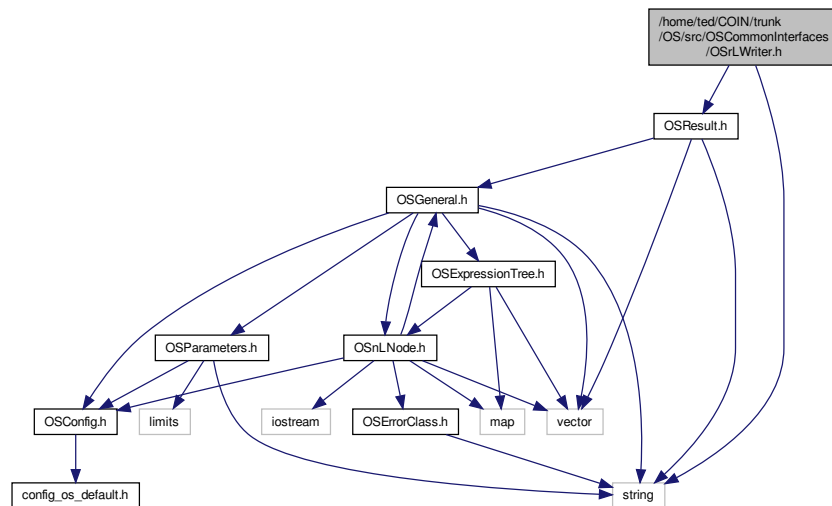 /home/ted/COIN/trunk
/OS/src/OSCommonInterfaces
/OSrLWriter.h
OSResult.h
OSGeneral.h
OSExpressionTree.h
OSParameters.h
OSnLNode.h
OSConfig.h
limits
iostream
OSErrorClass.h
map
vector
config_os_default.h
string